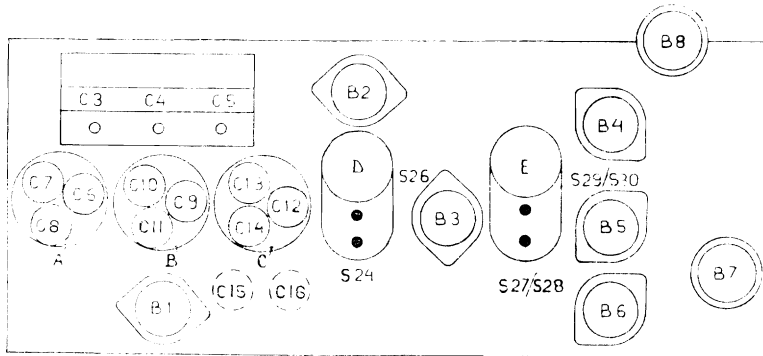 B8
B2
C3 C4 C5
B4
D E
C7 C6 C10 C9 C13 C12
S26 S29/S30
C8 C11 C14
B3 B5
A B C
S24 S27/S28
B7
C15 C16
B1 B6